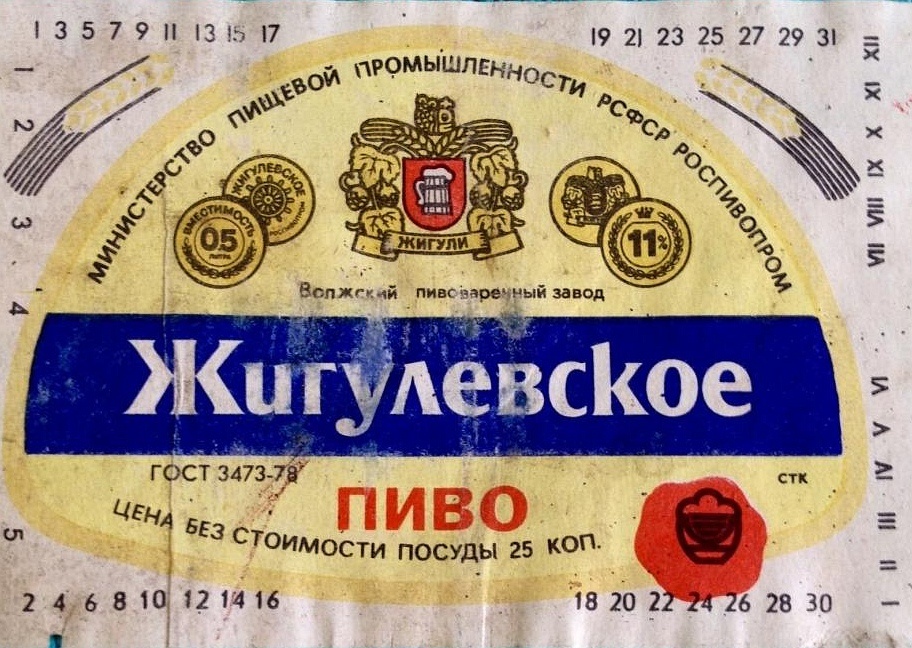 1 3 5 7 9 11 13 15 17
19 21 23 25 27 29 31
1
2
3
4
5
XII
XI
X
IX
VIII
VII
VI
V
IV
III
II
I
МИНИСТЕРСТВО ПИЩЕВОЙ ПРОМЫШЛЕННОСТИ РСФСР РОСПИВОПРОМ
ЖИГУЛЕВСКОЕ
ВМЕСТИМОСТЬ
05
ЛИТРА
ЖИГУЛИ
11%
Волжский пивоваренный завод
Жигулевское
ГОСТ 3473-78
СТК
ПИВО
ЦЕНА БЕЗ СТОИМОСТИ ПОСУДЫ 25 КОП.
2 4 6 8 10 12 14 16
18 20 22 24 26 28 30